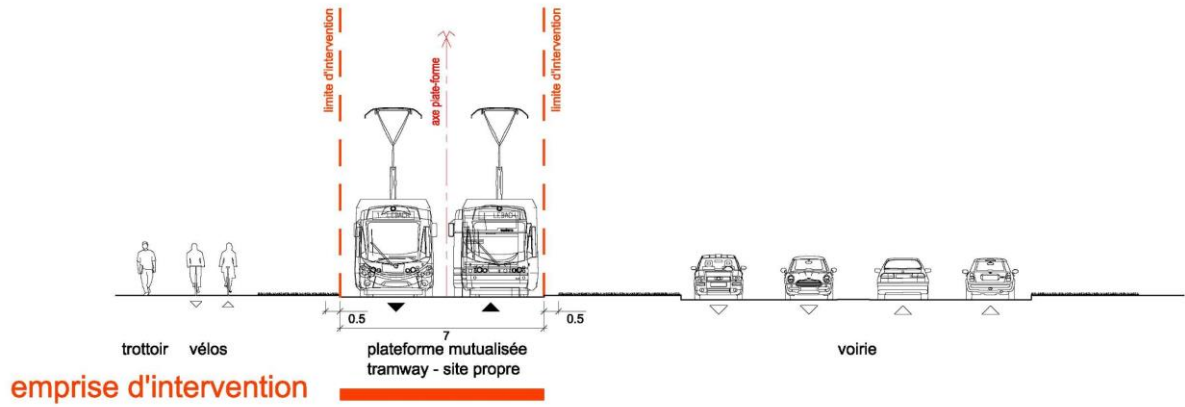 limite d'intervention
axe plate-forme
limite d'intervention
0.5
7
0.5
trottoir
vélos
plateforme mutualisée
tramway - site propre
voirie
emprise d'intervention